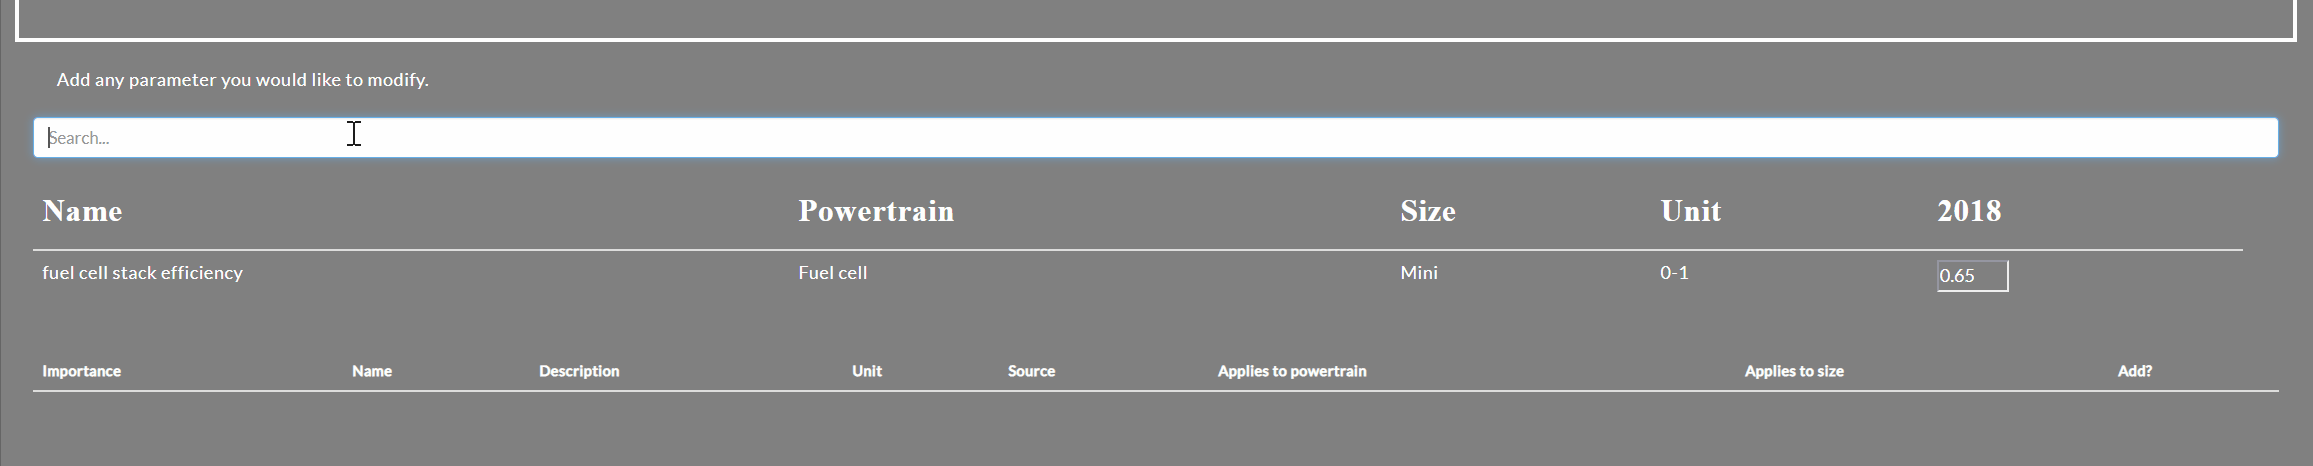 Add any parameter you would like to modify.
Search...
Name Powertrain Size Unit 2018
fuel cell stack efficiency Fuel cell Mini 0-1 0.65
Importance Name Description Unit Source Applies to powertrain Applies to size Add?